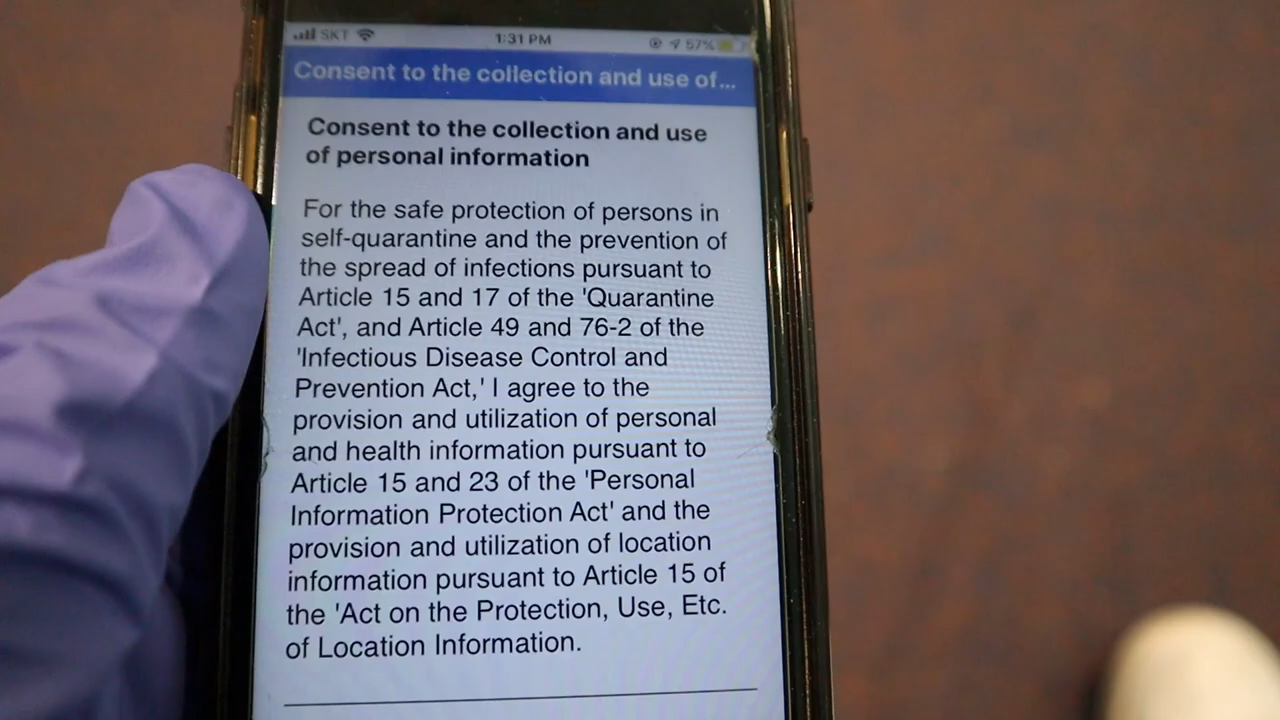 SKT 1:31 PM 57%
Consent to the collection and use of...
Consent to the collection and use
of personal information
For the safe protection of persons in
self-quarantine and the prevention of
the spread of infections pursuant to
Article 15 and 17 of the 'Quarantine
Act', and Article 49 and 76-2 of the
'Infectious Disease Control and
Prevention Act,' I agree to the
provision and utilization of personal
and health information pursuant to
Article 15 and 23 of the 'Personal
Information Protection Act' and the
provision and utilization of location
information pursuant to Article 15 of
the 'Act on the Protection, Use, Etc.
of Location Information.